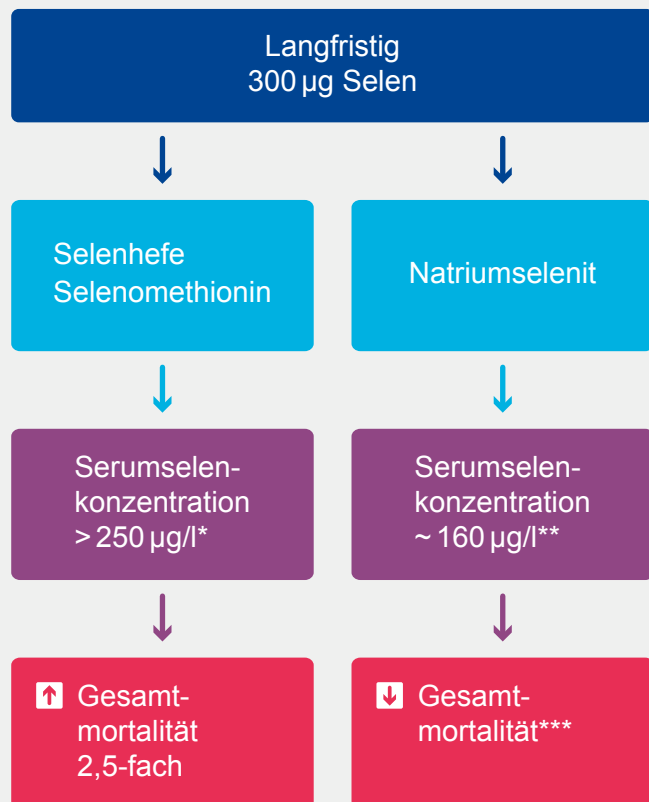 Langfristig
300 µg Selen
Selenhefe
Selenomethionin
Natriumselenit
Serumselen-
konzentration
> 250 µg/l*
Serumselen-
konzentration
~ 160 µg/l**
Gesamt-
mortalität
2,5-fach
Gesamt-
mortalität***